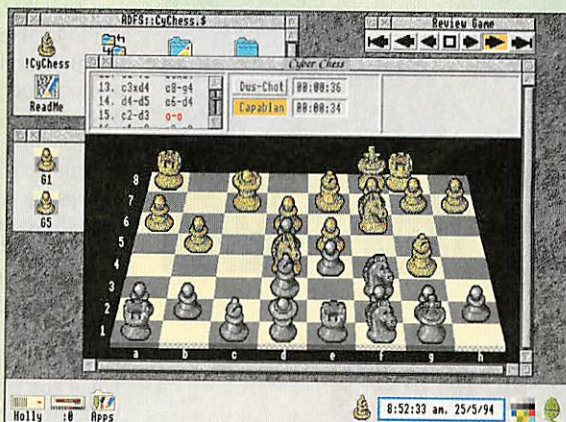 ADFS::CyChess.$
Review Game
!CyChess
ReadMe
Cyber Chess
13. c3xd4 c8-g4
14. d4-d5 c6-d4
15. c2-d3 o-o
Dus-Chot 00:00:36
Capablan 00:00:34
G1
G5
8
7
6
5
4
3
2
1
a b c d e f g h
Holly :0 Apps
8:52:33 am, 25/5/94